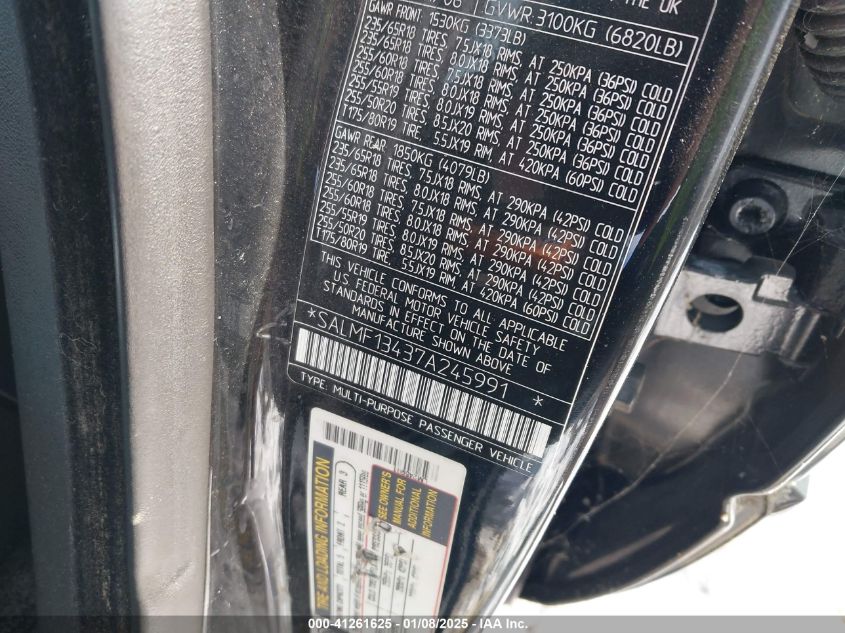 THE UK
06 GVWR 3100KG (6820LB)
GAWR FRONT 1530KG (3373LB)
235/65R18 TIRES, 7.5JX18 RIMS AT 250KPA (36PSI) COLD
235/65R18 TIRES, 8.0JX18 RIMS, AT 250KPA (36PSI) COLD
255/60R18 TIRES, 7.5JX18 RIMS, AT 250KPA (36PSI) COLD
255/60R18 TIRES, 8.0JX18 RIMS, AT 250KPA (36PSI) COLD
255/55R19 TIRES, 8.0JX19 RIMS, AT 250KPA (36PSI) COLD
255/50R20 TIRES, 8.5JX20 RIMS, AT 250KPA (36PSI) COLD
T175/80R19 TIRE, 5.5JX19 RIM, AT 420KPA (60PSI) COLD
GAWR REAR 1850KG (4079LB)
235/65R18 TIRES, 7.5JX18 RIMS, AT 290KPA (42PSI) COLD
235/65R18 TIRES, 8.0JX18 RIMS, AT 290KPA (42PSI) COLD
255/60R18 TIRES, 7.5JX18 RIMS, AT 290KPA (42PSI) COLD
255/60R18 TIRES, 8.0JX18 RIMS, AT 290KPA (42PSI) COLD
255/55R19 TIRES, 8.0JX19 RIMS, AT 290KPA (42PSI) COLD
255/50R20 TIRES, 8.5JX20 RIMS, AT 290KPA (42PSI) COLD
T175/80R19 TIRE, 5.5JX19 RIM, AT 420KPA (60PSI) COLD
THIS VEHICLE CONFORMS TO ALL APPLICABLE
U.S. FEDERAL MOTOR VEHICLE SAFETY
STANDARDS IN EFFECT ON THE DATE OF
MANUFACTURE SHOWN ABOVE
*SALMF13437A245991 *
TYPE: MULTI-PURPOSE PASSENGER VEHICLE
TIRE AND LOADING INFORMATION
TOTAL 5 FRONT 2 REAR 3
SEE OWNER'S
MANUAL FOR
ADDITIONAL
INFORMATION
000-41261625 01/08/2025 IAA Inc.